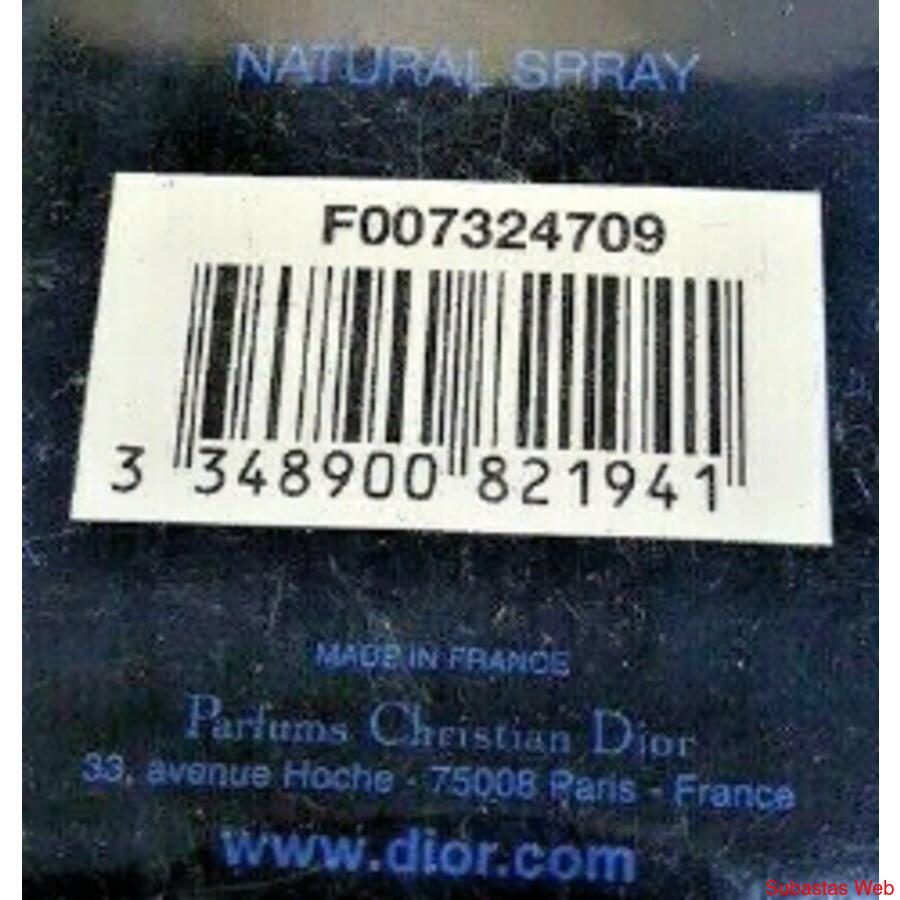 NATURAL SPRAY
F007324709
3 348900 821941
MADE IN FRANCE
Parfums Christian Dior
33, avenue Hoche - 75008 Paris - France
www.dior.com
Subastas Web